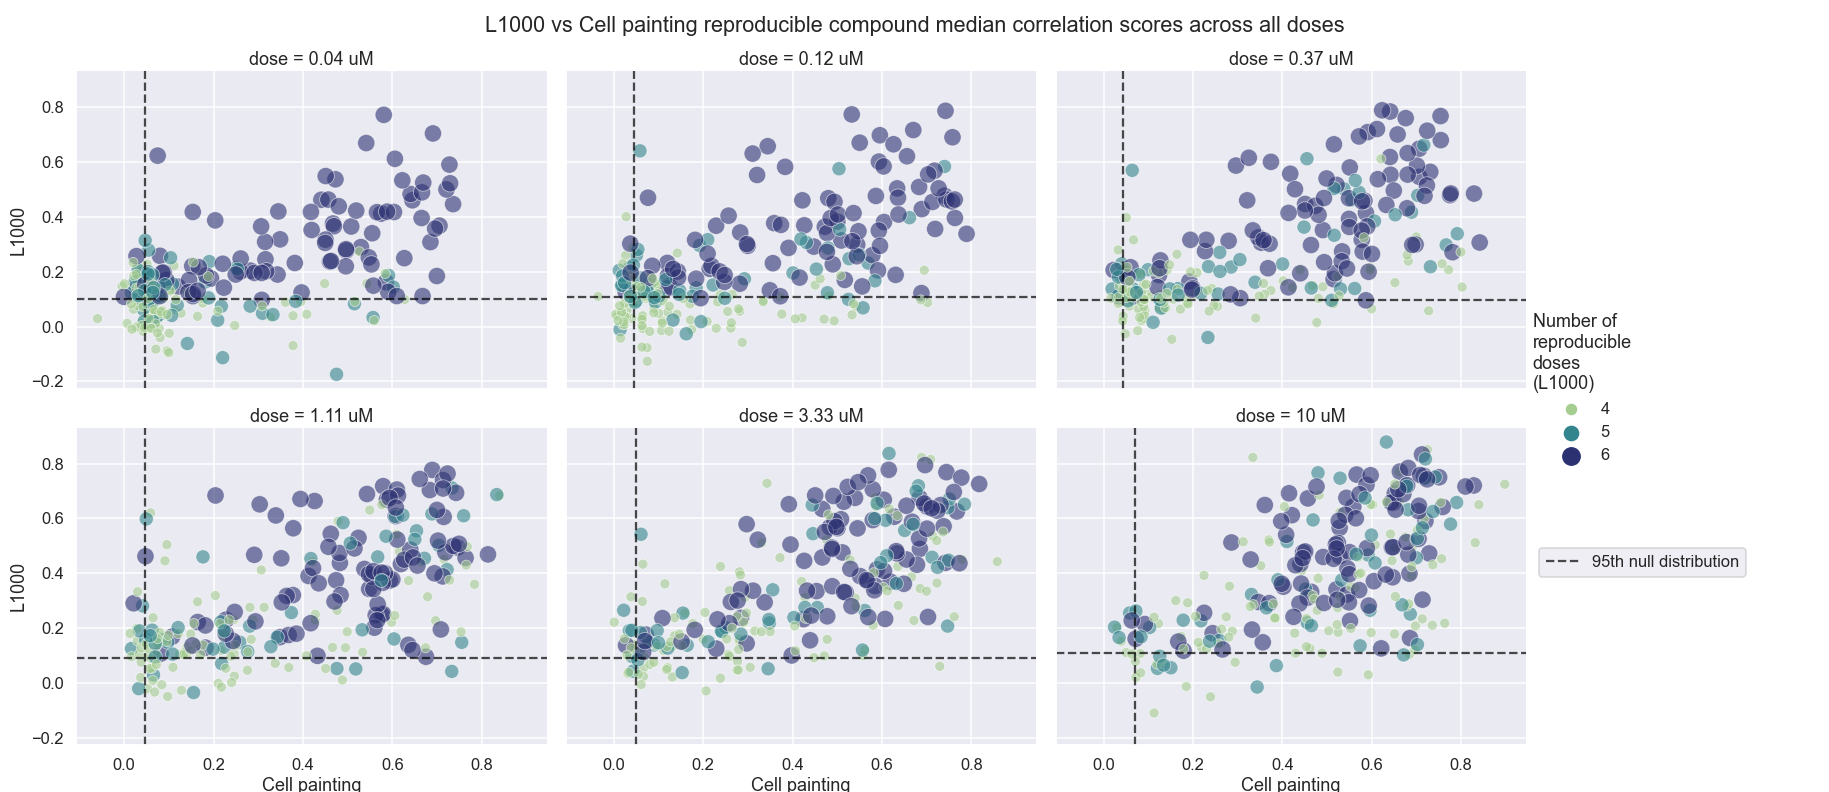 L1000 vs Cell painting reproducible compound median correlation scores across all doses
dose = 0.04 uM
dose = 0.12 uM
dose = 0.37 uM
L1000
0.8
0.6
0.4
0.2
0.0
−0.2
dose = 1.11 uM
dose = 3.33 uM
dose = 10 uM
L1000
0.8
0.6
0.4
0.2
0.0
−0.2
0.0 0.2 0.4 0.6 0.8
0.0 0.2 0.4 0.6 0.8
0.0 0.2 0.4 0.6 0.8
Cell painting
Cell painting
Cell painting
Number of
reproducible
doses
(L1000)
4
5
6
95th null distribution